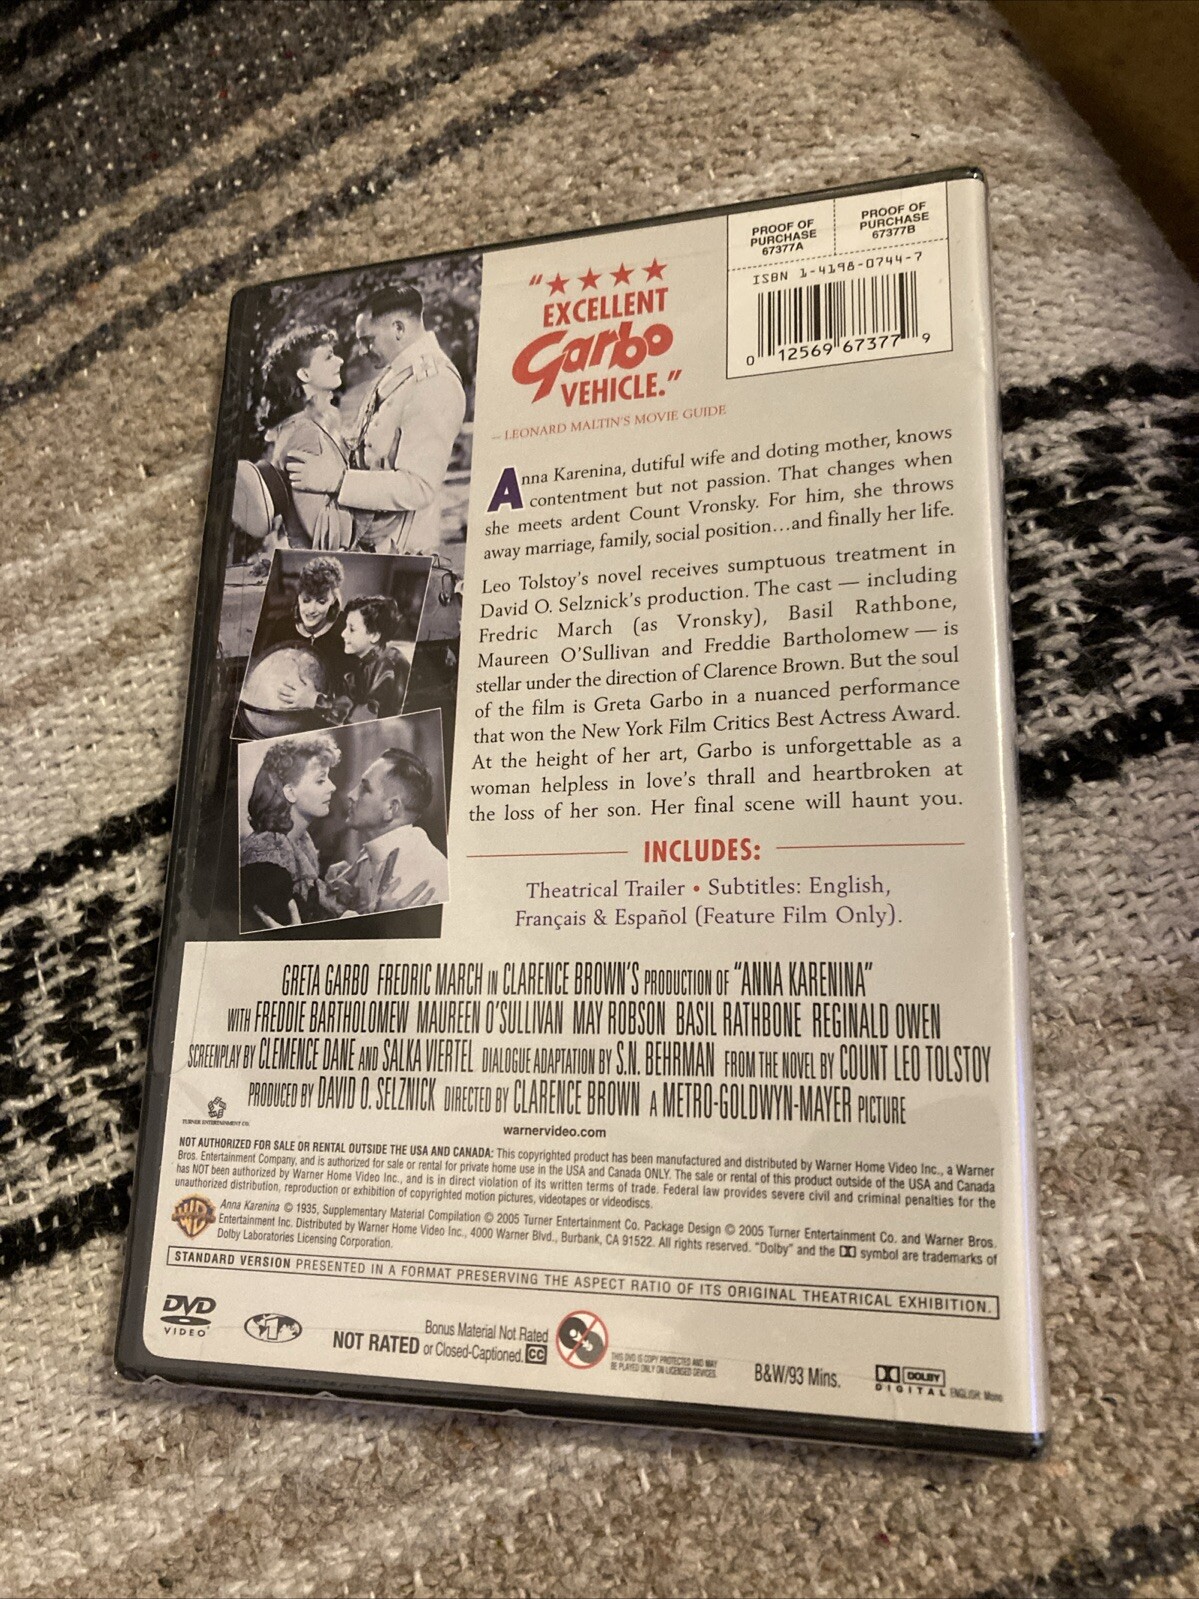 PROOF OF PURCHASE 67377A
PROOF OF PURCHASE 67377B
ISBN 1-4198-0744-7
0 12569 67377 9
"★★★★
EXCELLENT
Garbo
VEHICLE."
– LEONARD MALTIN'S MOVIE GUIDE
Anna Karenina, dutiful wife and doting mother, knows
contentment but not passion. That changes when
she meets ardent Count Vronsky. For him, she throws
away marriage, family, social position...and finally her life.
Leo Tolstoy's novel receives sumptuous treatment in
David O. Selznick's production. The cast — including
Fredric March (as Vronsky), Basil Rathbone,
Maureen O'Sullivan and Freddie Bartholomew — is
stellar under the direction of Clarence Brown. But the soul
of the film is Greta Garbo in a nuanced performance
that won the New York Film Critics Best Actress Award.
At the height of her art, Garbo is unforgettable as a
woman helpless in love's thrall and heartbroken at
the loss of her son. Her final scene will haunt you.
INCLUDES:
Theatrical Trailer • Subtitles: English,
Français & Español (Feature Film Only).
GRETA GARBO FREDRIC MARCH IN CLARENCE BROWN'S PRODUCTION OF "ANNA KARENINA"
WITH FREDDIE BARTHOLOMEW MAUREEN O'SULLIVAN MAY ROBSON BASIL RATHBONE REGINALD OWEN
SCREENPLAY BY CLEMENCE DANE AND SALKA VIERTEL DIALOGUE ADAPTATION BY S.N. BEHRMAN FROM THE NOVEL BY COUNT LEO TOLSTOY
PRODUCED BY DAVID O. SELZNICK DIRECTED BY CLARENCE BROWN A METRO-GOLDWYN-MAYER PICTURE
TURNER ENTERTAINMENT CO.
warnervideo.com
NOT AUTHORIZED FOR SALE OR RENTAL OUTSIDE THE USA AND CANADA: This copyrighted product has been manufactured and distributed by Warner Home Video Inc., a Warner
Bros. Entertainment Company, and is authorized for sale or rental for private home use in the USA and Canada ONLY. The sale or rental of this product outside of the USA and Canada
has NOT been authorized by Warner Home Video Inc., and is in direct violation of its written terms of trade. Federal law provides severe civil and criminal penalties for the
unauthorized distribution, reproduction or exhibition of copyrighted motion pictures, videotapes or videodiscs.
Anna Karenina © 1935, Supplementary Material Compilation © 2005 Turner Entertainment Co. Package Design © 2005 Turner Entertainment Co. and Warner Bros.
Entertainment Inc. Distributed by Warner Home Video Inc., 4000 Warner Blvd., Burbank, CA 91522. All rights reserved. "Dolby" and the DD symbol are trademarks of
Dolby Laboratories Licensing Corporation.
STANDARD VERSION PRESENTED IN A FORMAT PRESERVING THE ASPECT RATIO OF ITS ORIGINAL THEATRICAL EXHIBITION.
DVD
VIDEO
1
NOT RATED
Bonus Material Not Rated
or Closed-Captioned. CC
THIS DVD IS COPY PROTECTED AND MAY
BE PLAYED ONLY ON LICENSED DEVICES.
B&W/93 Mins.
DOLBY
DIGITAL ENGLISH: Mono